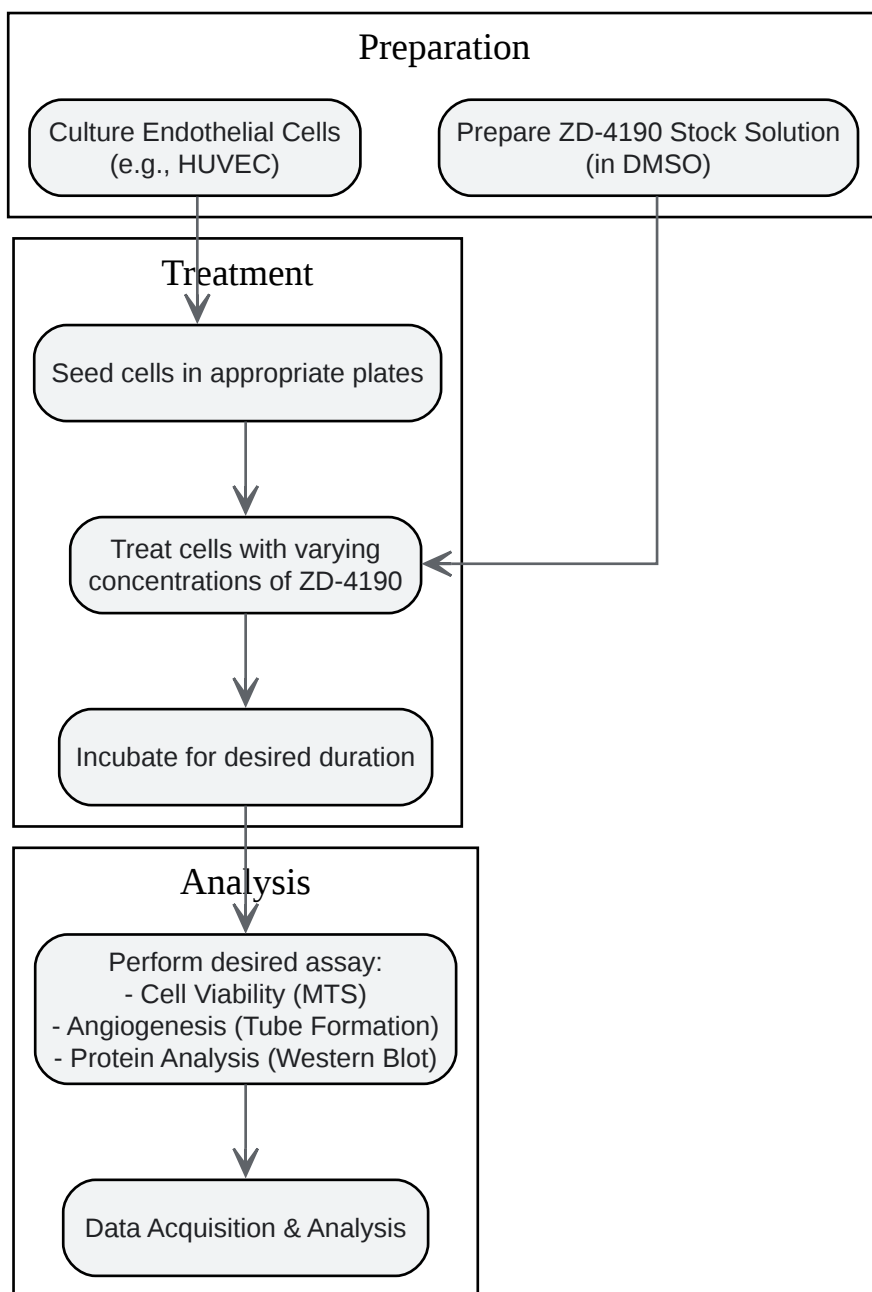 Preparation
Culture Endothelial Cells
(e.g., HUVEC)
Prepare ZD-4190 Stock Solution
(in DMSO)
Treatment
Seed cells in appropriate plates
Treat cells with varying
concentrations of ZD-4190
Incubate for desired duration
Analysis
Perform desired assay:
- Cell Viability (MTS)
- Angiogenesis (Tube Formation)
- Protein Analysis (Western Blot)
Data Acquisition & Analysis